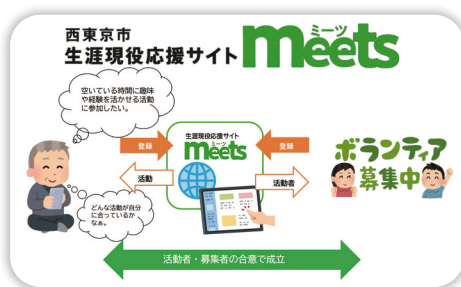 西東京市
生涯現役応援サイト
ミーツ
meets
空いている時間に趣味
や経験を活かせる活動
に参加したい。
登録
生涯現役応援サイト
ミーツ
meets
登録
ボランティア
募集中
活動
活動者
どんな活動が自分
に合っているか
なぁ。
活動者・募集者の合意で成立